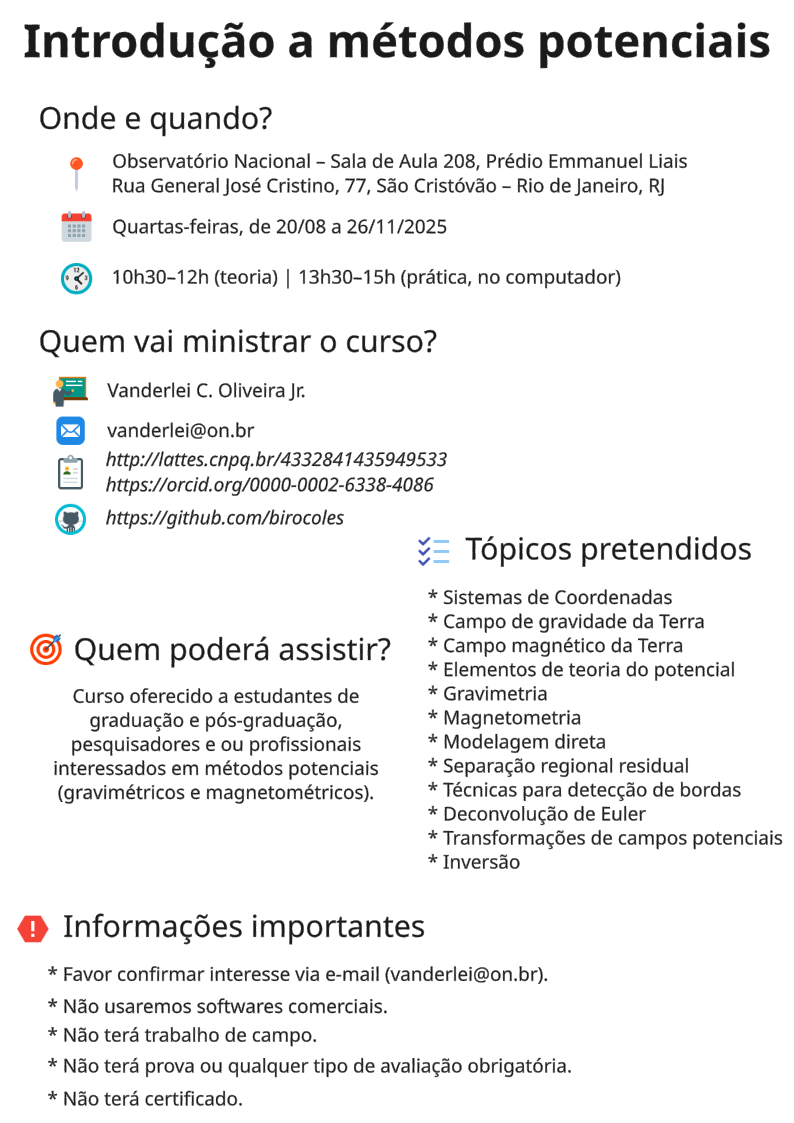 Introdução a métodos potenciais
Onde e quando?
Observatório Nacional – Sala de Aula 208, Prédio Emmanuel Liais
Rua General José Cristino, 77, São Cristóvão – Rio de Janeiro, RJ
Quartas-feiras, de 20/08 a 26/11/2025
10h30–12h (teoria) | 13h30–15h (prática, no computador)
Quem vai ministrar o curso?
Vanderlei C. Oliveira Jr.
vanderlei@on.br
http://lattes.cnpq.br/4332841435949533
https://orcid.org/0000-0002-6338-4086
https://github.com/birocoles
Quem poderá assistir?
Curso oferecido a estudantes de
graduação e pós-graduação,
pesquisadores e ou profissionais
interessados em métodos potenciais
(gravimétricos e magnetométricos).
Tópicos pretendidos
* Sistemas de Coordenadas
* Campo de gravidade da Terra
* Campo magnético da Terra
* Elementos de teoria do potencial
* Gravimetria
* Magnetometria
* Modelagem direta
* Separação regional residual
* Técnicas para detecção de bordas
* Deconvolução de Euler
* Transformações de campos potenciais
* Inversão
Informações importantes
* Favor confirmar interesse via e-mail (vanderlei@on.br).
* Não usaremos softwares comerciais.
* Não terá trabalho de campo.
* Não terá prova ou qualquer tipo de avaliação obrigatória.
* Não terá certificado.